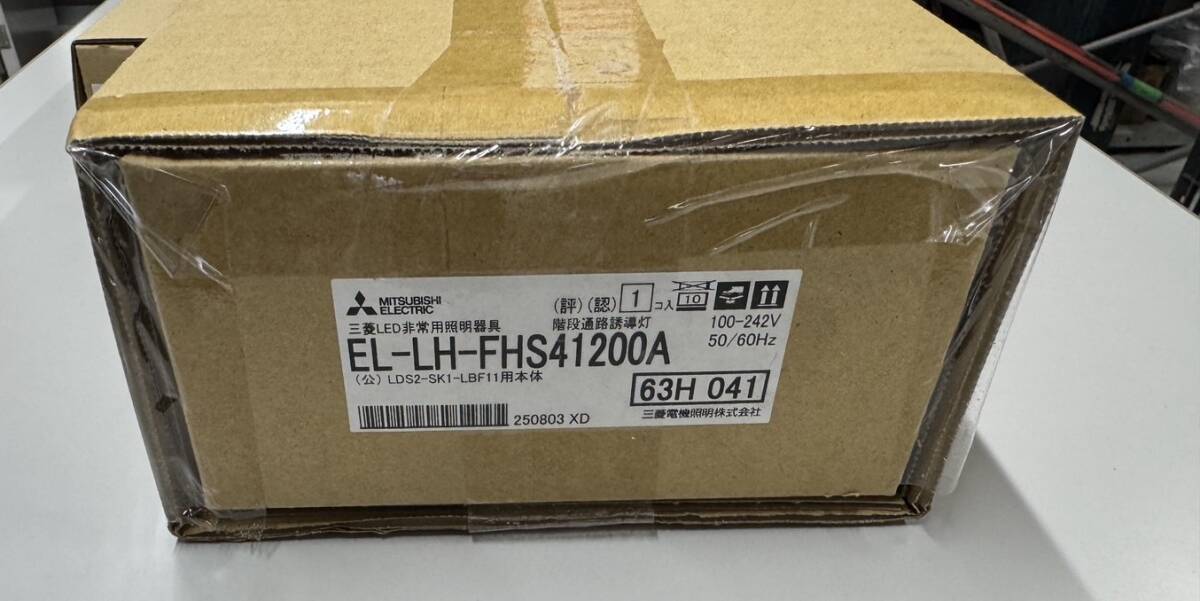 MITSUBISHI
ELECTRIC
(評)(認) 1 コ入 10
三菱LED非常用照明器具
階段通路誘導灯
100-242V
50/60Hz
EL-LH-FHS41200A
(公) LDS2-SK1-LBF11用本体
63H 041
250803 XD
三菱電機照明株式会社